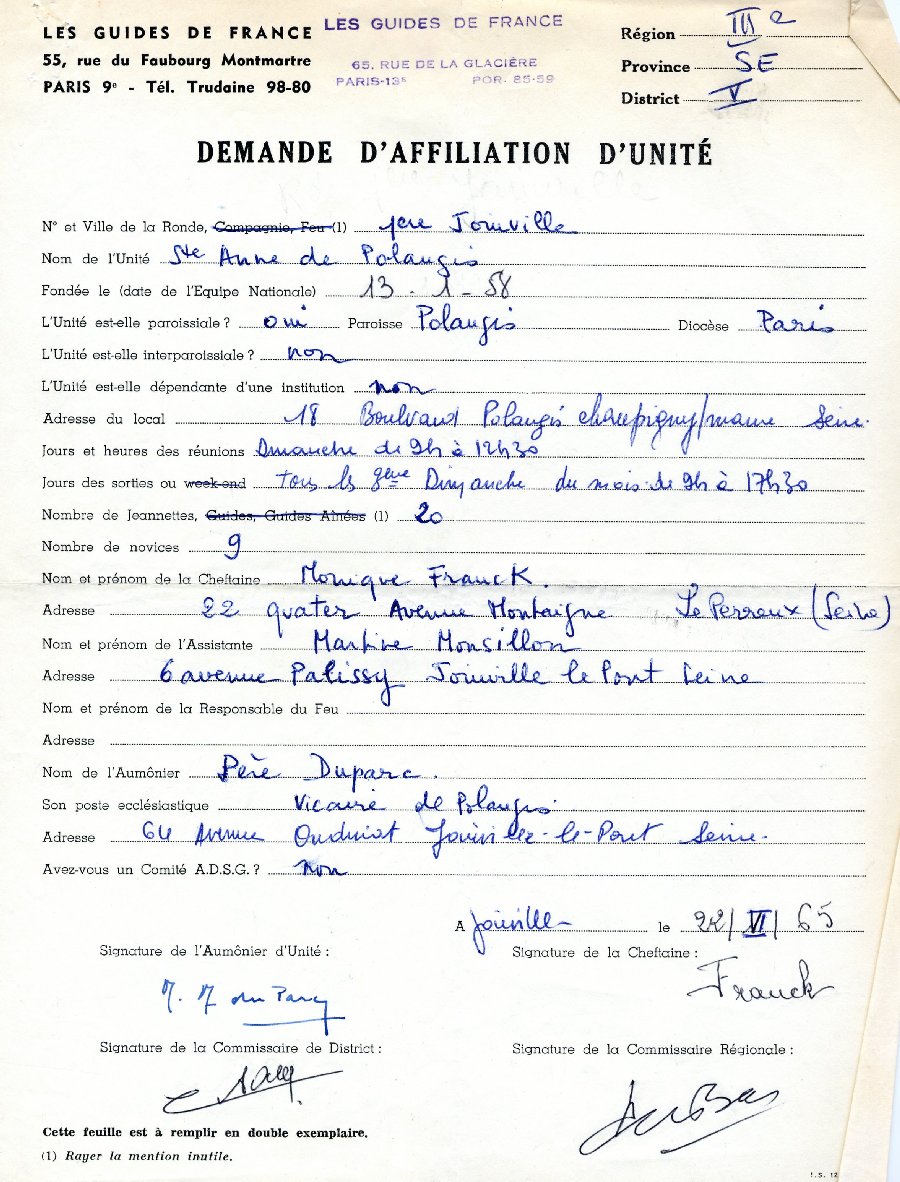 LES GUIDES DE FRANCE
55, rue du Faubourg Montmartre
PARIS 9e - Tél. Trudaine 98-80
LES GUIDES DE FRANCE
65. RUE DE LA GLACIÈRE
PARIS-13e POR. 85-59
Région IIIe
Province SE
District V
DEMANDE D'AFFILIATION D'UNITÉ
N° et Ville de la Ronde, Compagnie, Feu (1) 1ere Joinville
Nom de l'Unité Ste Anne de Polangis
Fondée le (date de l'Equipe Nationale) 13 - 1 - 58
L'Unité est-elle paroissiale ? oui Paroisse Polangis Diocèse Paris
L'Unité est-elle interparoissiale ? non
L'Unité est-elle dépendante d'une institution non
Adresse du local 18 Boulevard Polangis champigny/marne Seine.
Jours et heures des réunions Dimanche de 9h à 12h30
Jours des sorties ou week-end tous les Dimanche du mois de 9h à 17h30
Nombre de Jeannettes, Guides, Guides Aînées (1) 20
Nombre de novices 9
Nom et prénom de la Cheftaine Monique Franck.
Adresse 22 quater Avenue Montaigne Le Perreux (Seine)
Nom et prénom de l'Assistante Martine Monsillon
Adresse 6 avenue Palissy Joinville le Pont Seine
Nom et prénom de la Responsable du Feu
Adresse
Nom de l'Aumônier Père Duparc.
Son poste ecclésiastique Vicaire de Polangis
Adresse 64 Avenue Oudinot Joinville-le-Pont Seine.
Avez-vous un Comité A.D.S.G. ? non
A Joinville le 22/VI/65
Signature de l'Aumônier d'Unité :
Signature de la Cheftaine :
Franck
du Parc
Signature de la Commissaire de District :
Signature de la Commissaire Régionale :
Cette feuille est à remplir en double exemplaire.
(1) Rayer la mention inutile.
I.S. 12